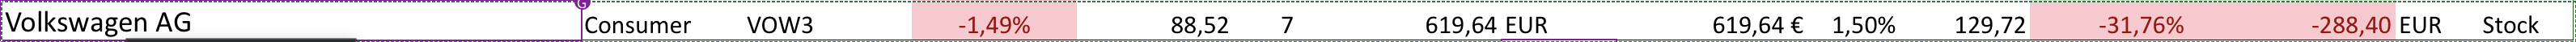 Volkswagen AG Consumer VOW3 -1,49% 88,52 7 619,64 EUR 619,64 € 1,50% 129,72 -31,76% -288,40 EUR Stock